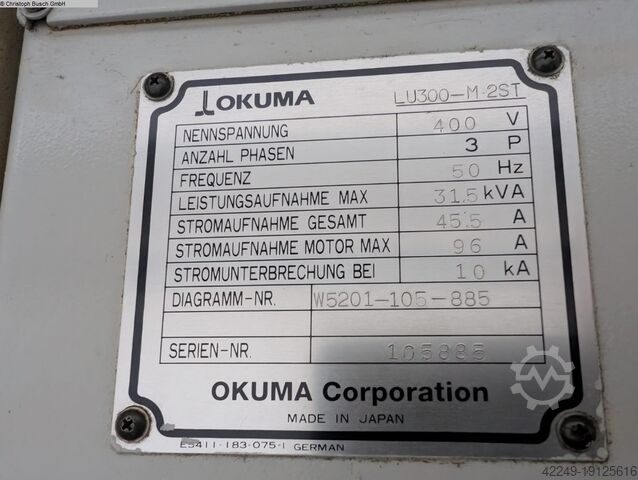 © Christoph Busch GmbH
OKUMA LU300-M-2ST
NENNSPANNUNG 400 V
ANZAHL PHASEN 3 P
FREQUENZ 50 Hz
LEISTUNGSAUFNAHME MAX 31.5 kVA
STROMAUFNAHME GESAMT 45.5 A
STROMAUFNAHME MOTOR MAX 96 A
STROMUNTERBRECHUNG BEI 10 kA
DIAGRAMM-NR. W5201-105-885
SERIEN-NR. 105885
OKUMA Corporation
MADE IN JAPAN
E5411-183-075-1 GERMAN
42249-19125616